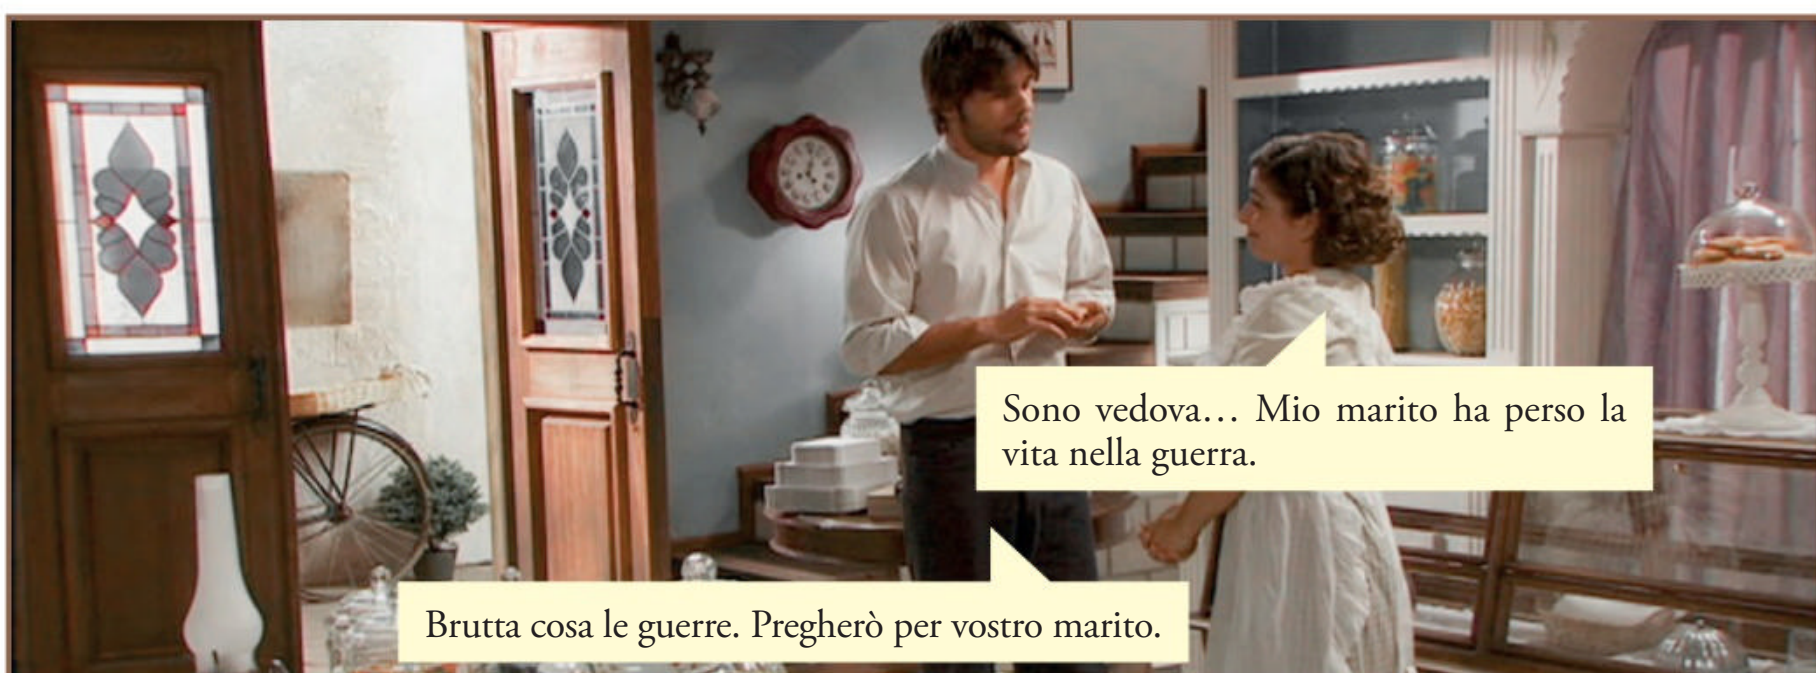 Sono vedova… Mio marito ha perso la
vita nella guerra.
Brutta cosa le guerre. Pregherò per vostro marito.